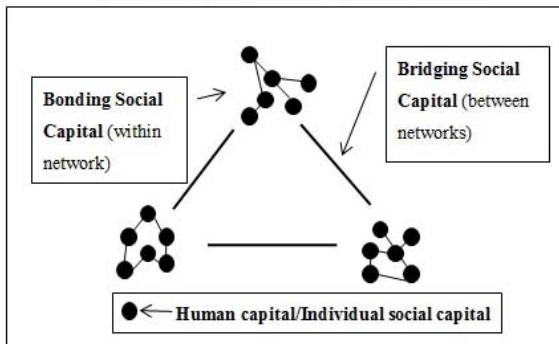 Bonding Social
Capital (within
network)
Bridging Social
Capital (between
networks)
Human capital/Individual social capital